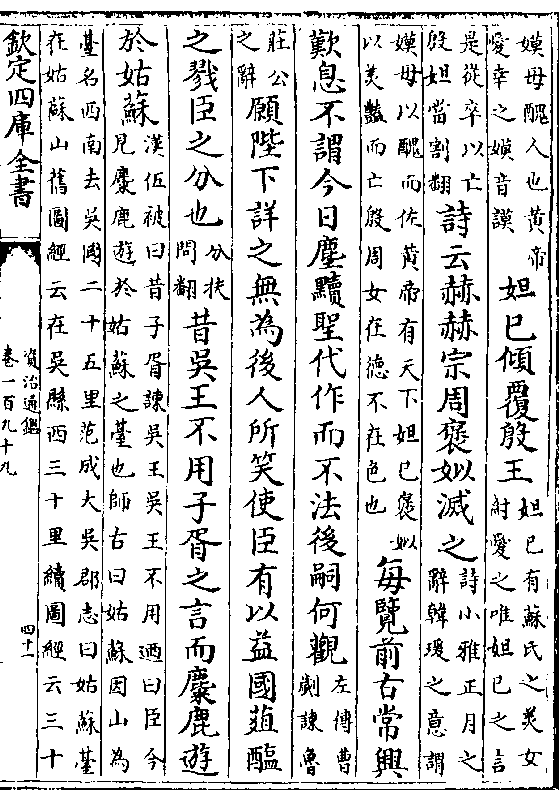 嫫母醜人也黄帝
愛幸之嫫音謨
妲已傾覆殷王
妲已有蘇氏之美女
紂愛之唯妲已之言
是從卒以亡
殷妲當割翻
詩云赫赫宗周褒姒滅之
詩小雅正月之
辭韓瑗之意謂
嫫母以醜而佐黄帝有天下妲已褒姒
以美豔而亡殷周女在德不在色也
每覽前古常興
歎息不謂今日塵黷聖代作而不法後嗣何觀
左傳曹
劌諫魯
莊公
之辭
願陛下詳之無為後人所笑使臣有以益國葅醢
之戮臣之分也
分扶
問翻
昔吳王不用子胥之言而麋鹿遊
於姑蘇
漢伍被曰昔子胥諫吳王吳王不用迺曰臣今
見麋鹿遊於姑蘇之臺也師古曰姑蘇因山為
臺名西南去吳國二十五里范成大吳郡志曰姑蘇臺
在姑蘇山舊圖經云在吳縣西三十里續圖經云三十
欽定四庫全書
資治通鑑
卷一百九十九
四十一